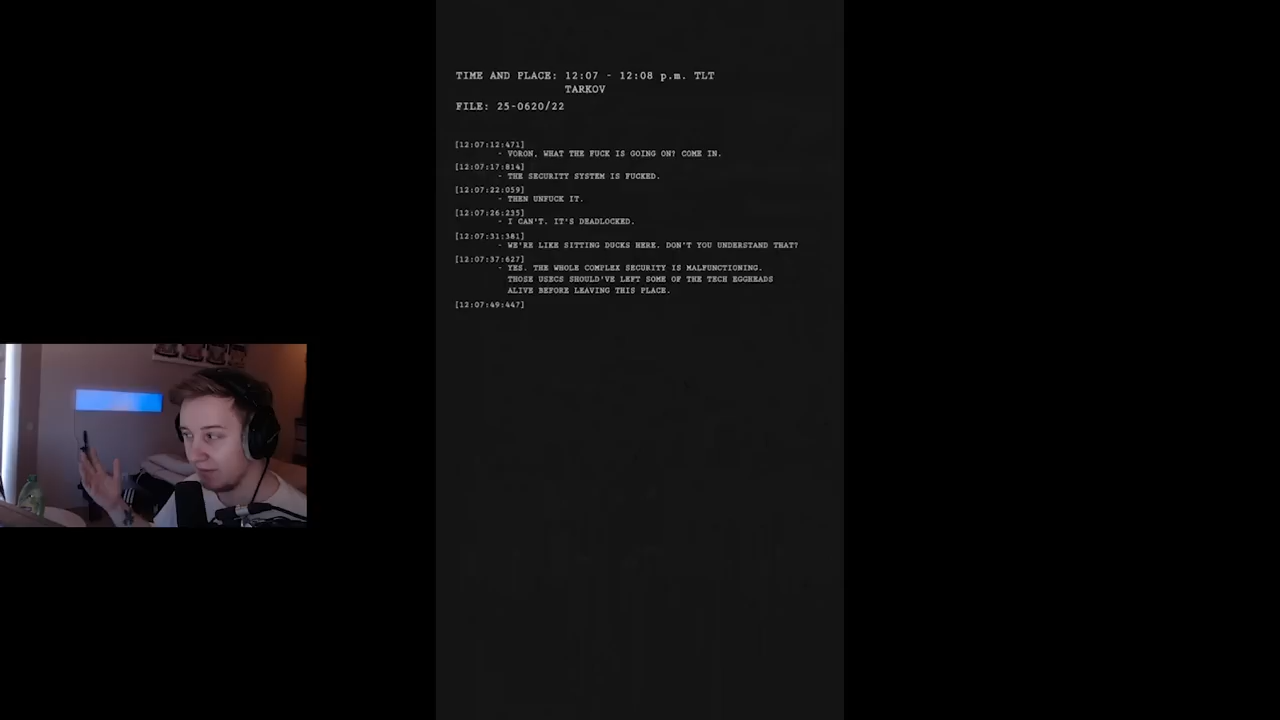 TIME AND PLACE: 12:07 - 12:08 p.m. TLT
TARKOV
FILE: 25-0620/22
[12:07:12:471]
- VORON, WHAT THE FUCK IS GOING ON? COME IN.
[12:07:17:814]
- THE SECURITY SYSTEM IS FUCKED.
[12:07:22:059]
- THEN UNFUCK IT.
[12:07:26:235]
- I CAN'T. IT'S DEADLOCKED.
[12:07:31:381]
- WE'RE LIKE SITTING DUCKS HERE. DON'T YOU UNDERSTAND THAT?
[12:07:37:627]
- YES. THE WHOLE COMPLEX SECURITY IS MALFUNCTIONING.
THOSE USECS SHOULD'VE LEFT SOME OF THE TECH EGGHEADS
ALIVE BEFORE LEAVING THIS PLACE.
[12:07:49:447]